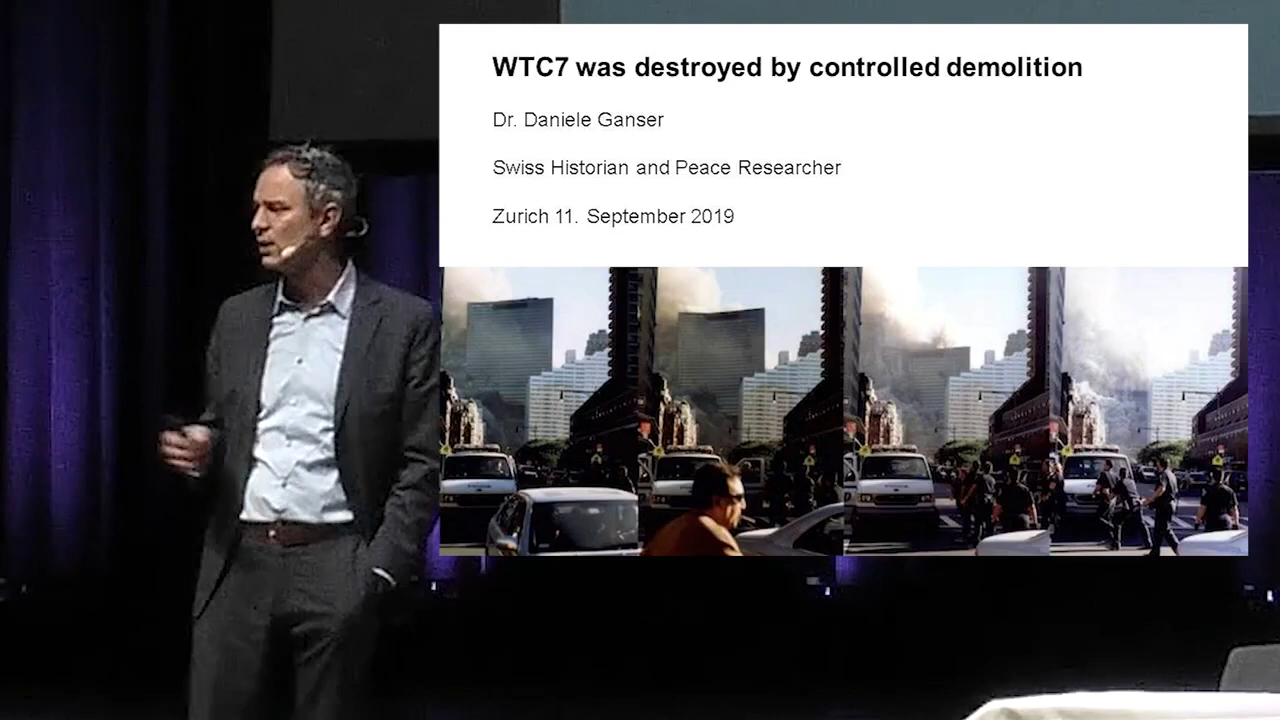 WTC7 was destroyed by controlled demolition
Dr. Daniele Ganser
Swiss Historian and Peace Researcher
Zurich 11. September 2019